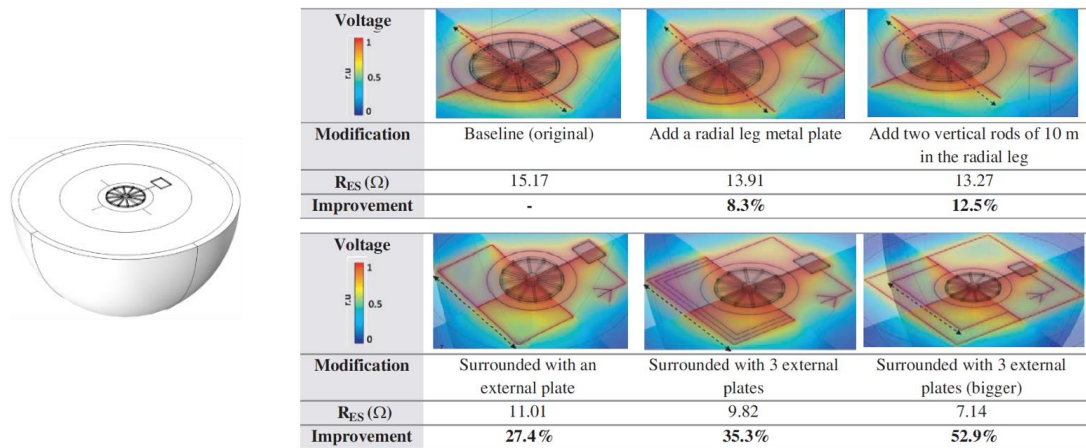 Voltage
1
0.5
0
p.u
Modification Baseline (original) Add a radial leg metal plate Add two vertical rods of 10 m
in the radial leg
R_ES (Ω) 15.17 13.91 13.27
Improvement - 8.3% 12.5%
Voltage
1
0.5
0
p.u
Modification Surrounded with an Surrounded with 3 external Surrounded with 3 external
external plate plates plates (bigger)
R_ES (Ω) 11.01 9.82 7.14
Improvement 27.4% 35.3% 52.9%